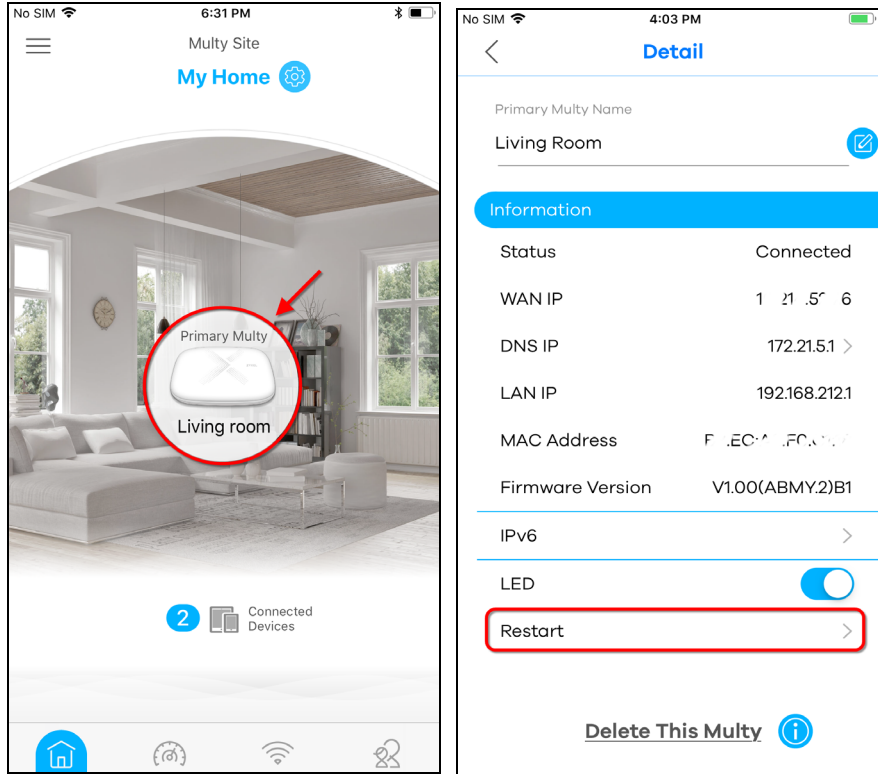 No SIM
6:31 PM
Multy Site
My Home
Primary Multy
Living room
2
Connected
Devices
No SIM
4:03 PM
Detail
Primary Multy Name
Living Room
Information
Status Connected
WAN IP
DNS IP 172.21.5.1
LAN IP 192.168.212.1
MAC Address
Firmware Version V1.00(ABMY.2)B1
IPv6
LED
Restart
Delete This Multy